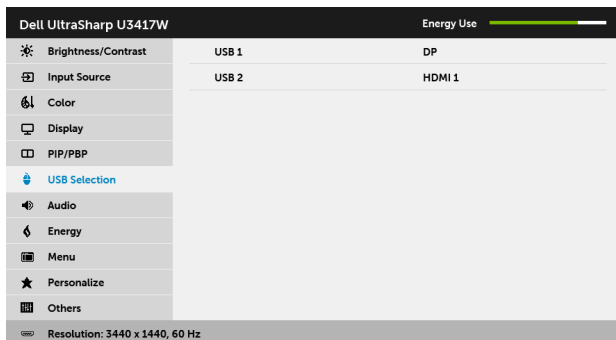 Dell UltraSharp U3417W Energy Use
Brightness/Contrast USB 1 DP
Input Source USB 2 HDMI 1
Color
Display
PIP/PBP
USB Selection
Audio
Energy
Menu
Personalize
Others
Resolution: 3440 x 1440, 60 Hz